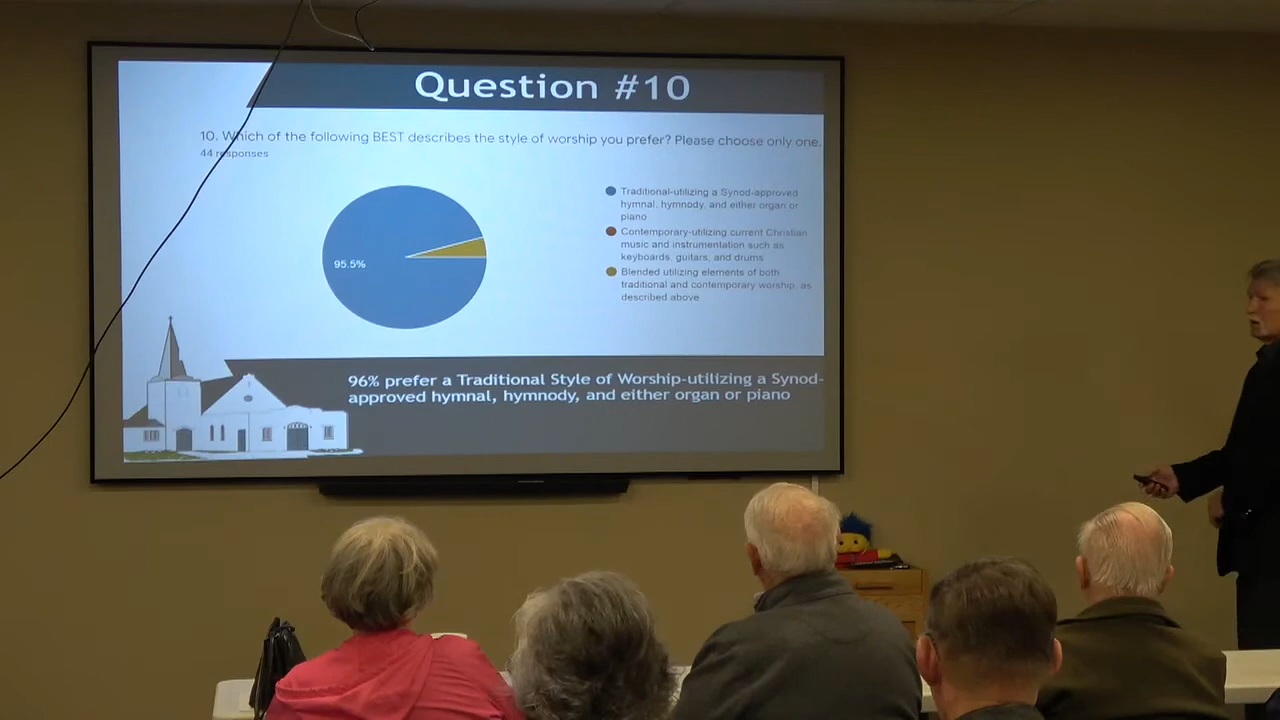 Question #10
10. Which of the following BEST describes the style of worship you prefer? Please choose only one.
44 responses
95.5%
Traditional-utilizing a Synod-approved
hymnal, hymnody, and either organ or
piano
Contemporary-utilizing current Christian
music and instrumentation such as
keyboards, guitars, and drums
Blended utilizing elements of both
traditional and contemporary worship, as
described above
96% prefer a Traditional Style of Worship-utilizing a Synod-
approved hymnal, hymnody, and either organ or piano